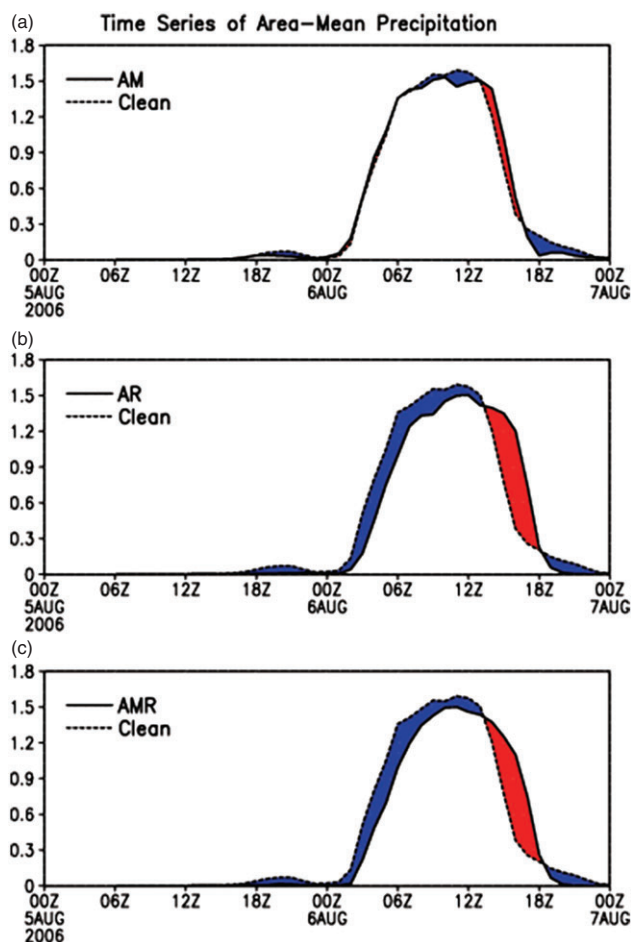 (a) Time Series of Area-Mean Precipitation
1.8
AM
1.5
Clean
1.2
0.9
0.6
0.3
0
00Z 06Z 12Z 18Z 00Z 06Z 12Z 18Z 00Z
5AUG 6AUG 7AUG
2006
(b)
1.8
AR
1.5
Clean
1.2
0.9
0.6
0.3
0
00Z 06Z 12Z 18Z 00Z 06Z 12Z 18Z 00Z
5AUG 6AUG 7AUG
2006
(c)
1.8
AMR
1.5
Clean
1.2
0.9
0.6
0.3
0
00Z 06Z 12Z 18Z 00Z 06Z 12Z 18Z 00Z
5AUG 6AUG 7AUG
2006